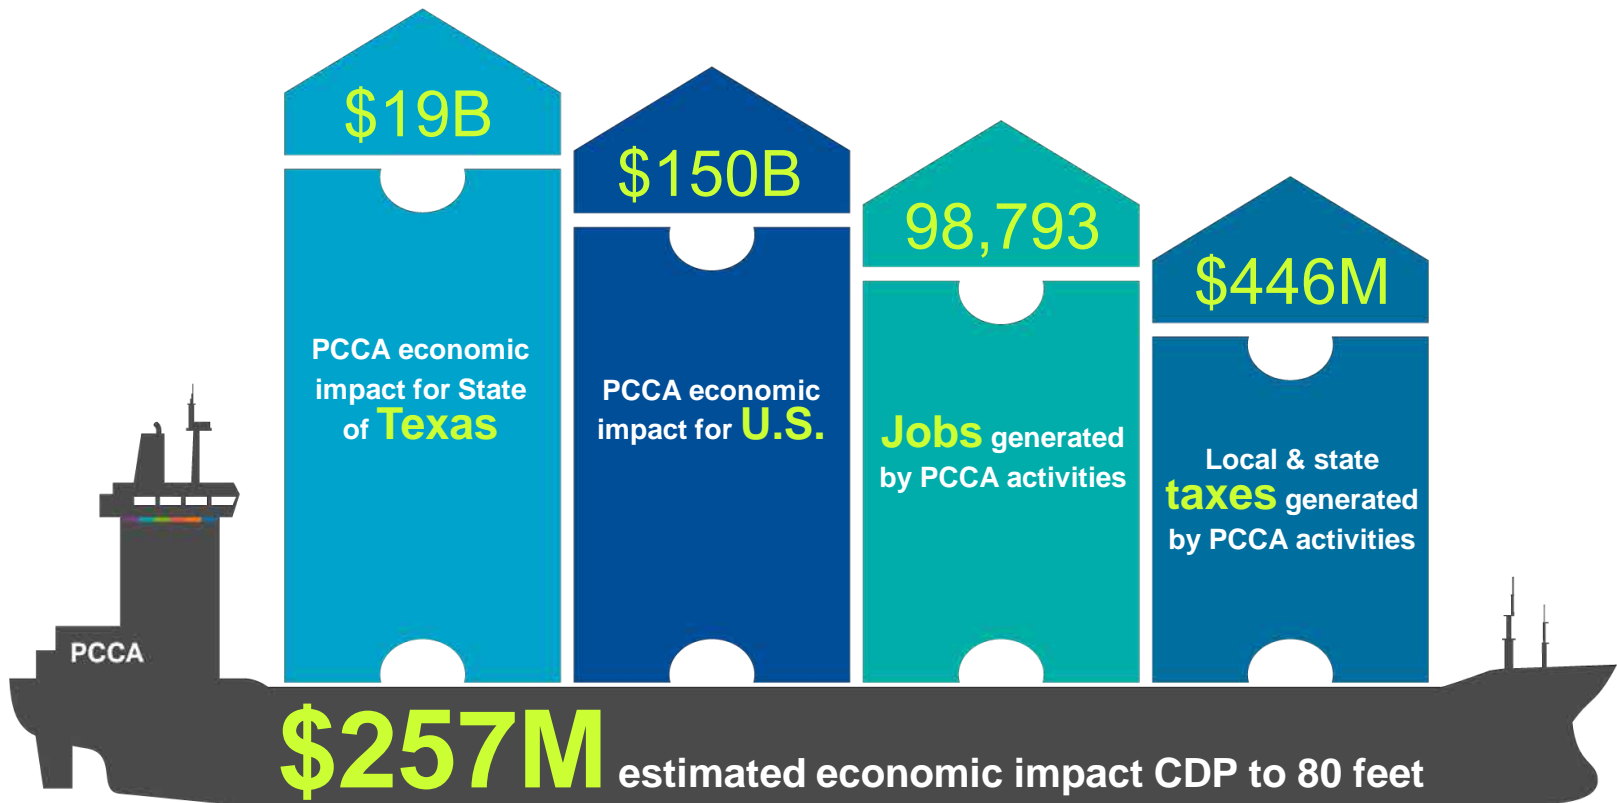 $19B
PCCA economic
impact for State
of Texas
$150B
PCCA economic
impact for U.S.
98,793
Jobs generated
by PCCA activities
$446M
Local & state
taxes generated
by PCCA activities
PCCA
$257M estimated economic impact CDP to 80 feet